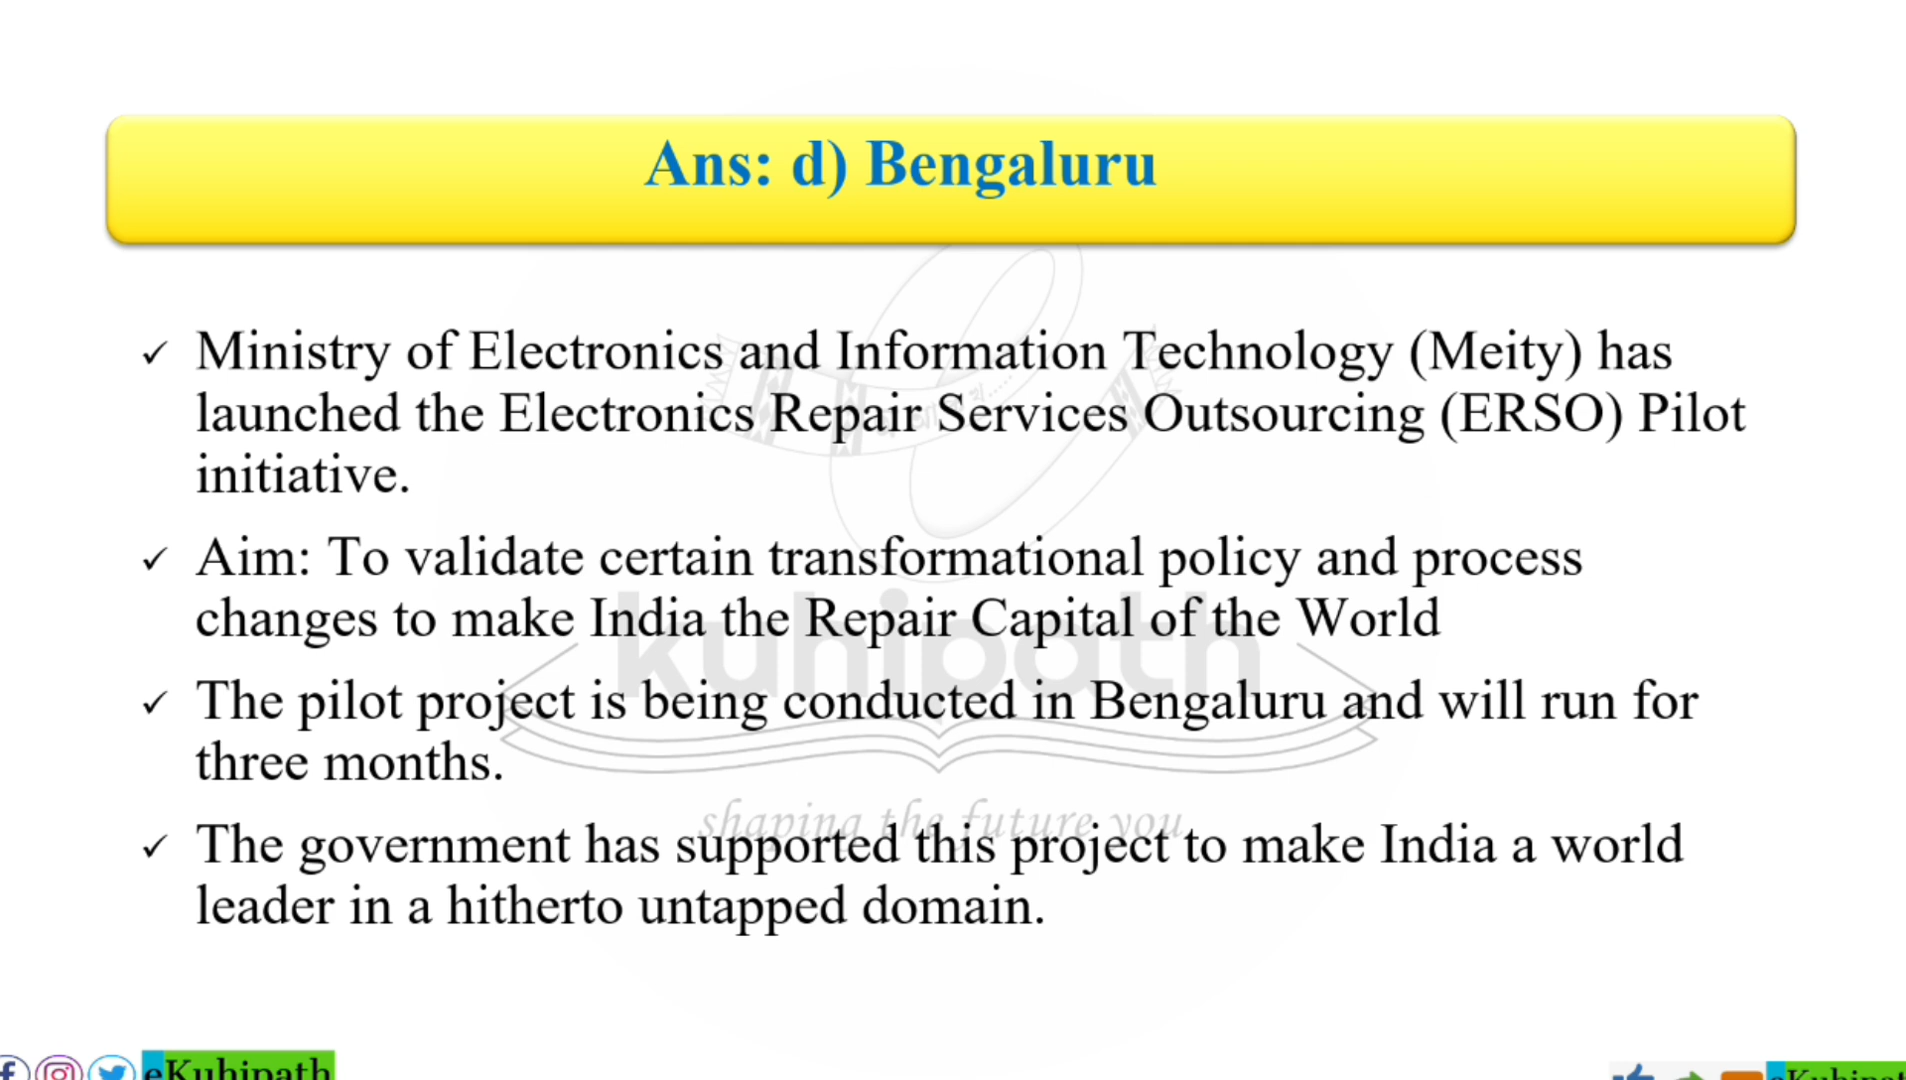 Ans: d) Bengaluru
✓ Ministry of Electronics and Information Technology (Meity) has
launched the Electronics Repair Services Outsourcing (ERSO) Pilot
initiative.
✓ Aim: To validate certain transformational policy and process
changes to make India the Repair Capital of the World
✓ The pilot project is being conducted in Bengaluru and will run for
three months.
✓ The government has supported this project to make India a world
leader in a hitherto untapped domain.
kuhipath
shaping the future you
eKuhipath